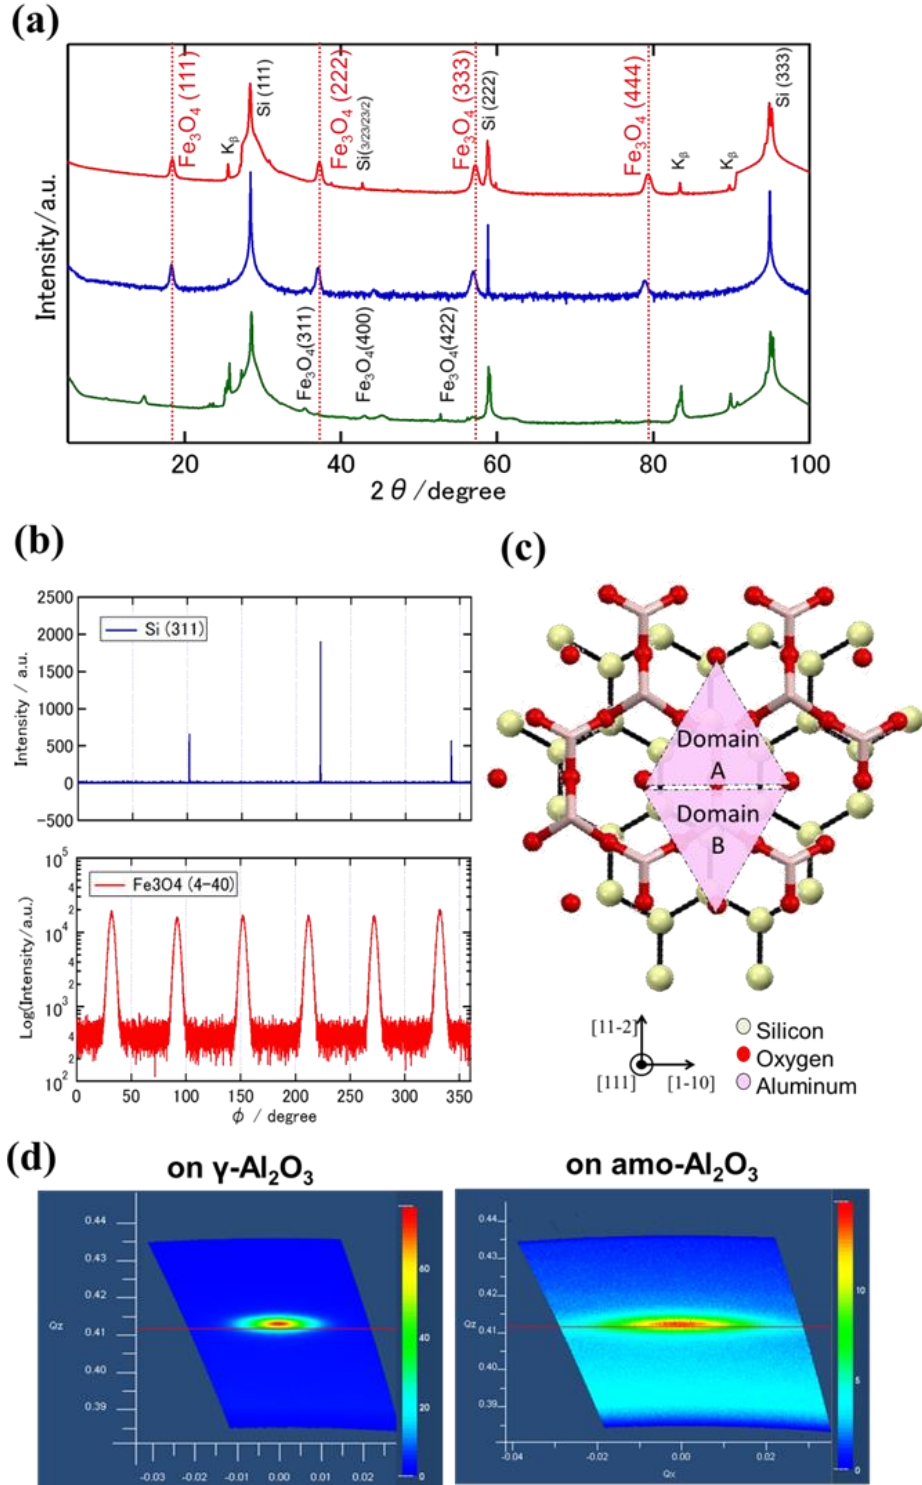 (a)
Fe3O4 (111)
Kβ
Si (111)
Fe3O4 (222)
Si(3/23/23/2)
Fe3O4 (333)
Si (222)
Fe3O4 (444)
Kβ
Kβ
Si (333)
Fe3O4(311)
Fe3O4(400)
Fe3O4(422)
Intensity/a.u.
20
40
60
80
100
2θ/degree
(b)
2500
2000
1500
1000
500
0
-500
Intensity / a.u.
Si (311)
10^5
4
2
10^4
4
2
10^3
4
2
10^2
Log(Intensity/a.u.)
Fe3O4 (4-40)
0
50
100
150
200
250
300
350
ϕ / degree
(c)
Domain
A
Domain
B
[11-2]
[111]
[1-10]
Silicon
Oxygen
Aluminum
(d)
on γ-Al2O3
on amo-Al2O3
0.44
0.43
0.42
0.41
0.40
0.39
Qz
-0.03
-0.02
-0.01
0.00
0.01
0.02
60
40
20
0
0.44
0.43
0.42
0.41
0.40
0.39
Qz
-0.04
-0.02
0.00
0.02
Qx
10
5
0